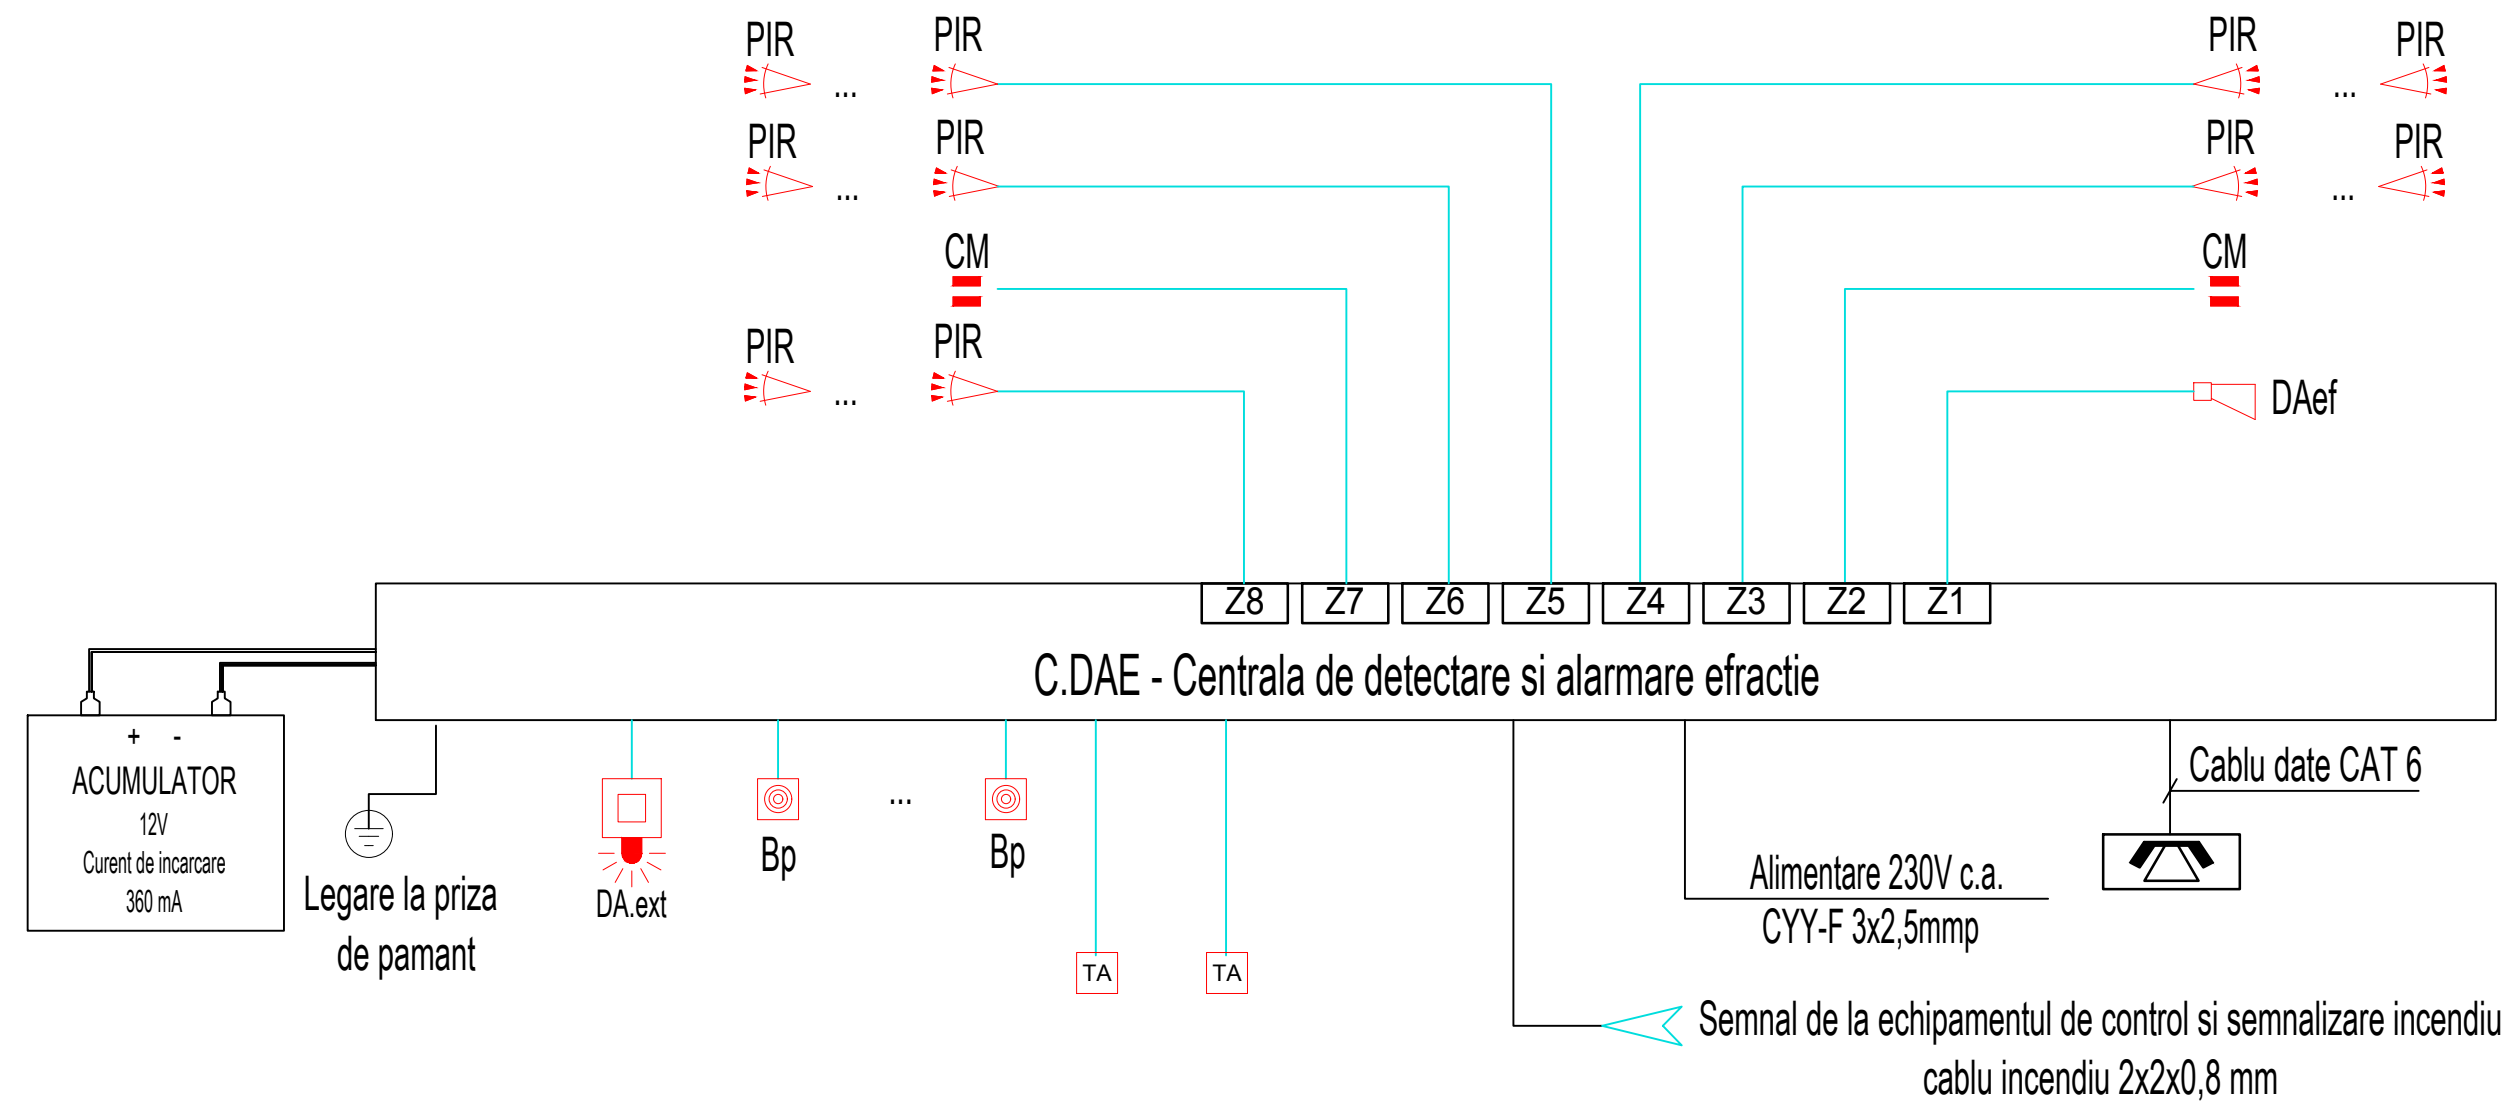 PIR
PIR
PIR
PIR
...
...
PIR
PIR
PIR
PIR
...
...
CM
CM
PIR
PIR
...
DAef
Z8
Z7
Z6
Z5
Z4
Z3
Z2
Z1
C.DAE - Centrala de detectare si alarmare efractie
+ -
ACUMULATOR
12V
Curent de incarcare
360 mA
Legare la priza
de pamant
DA.ext
Bp
...
Bp
TA
TA
Cablu date CAT 6
Alimentare 230V c.a.
CYY-F 3x2,5mmp
Semnal de la echipamentul de control si semnalizare incendiu
cablu incendiu 2x2x0,8 mm